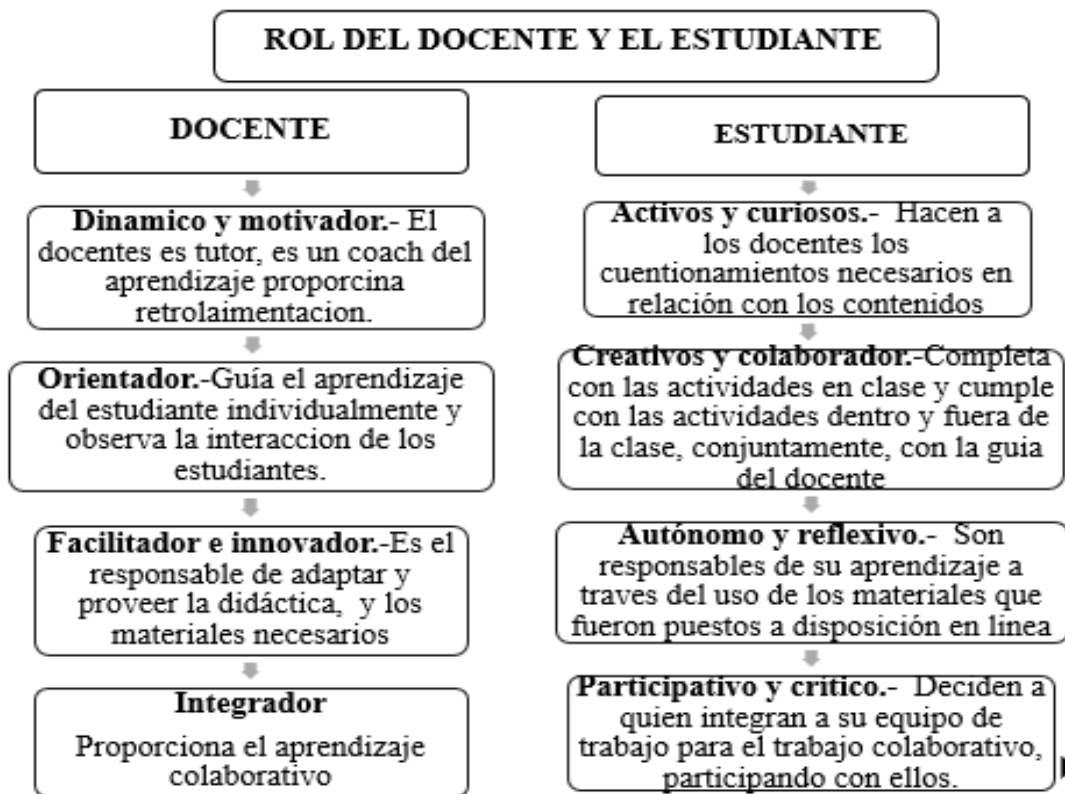 ROL DEL DOCENTE Y EL ESTUDIANTE
DOCENTE
Dinamico y motivador.- El
docentes es tutor, es un coach del
aprendizaje proporcina
retrolaimentacion.
Orientador.-Guía el aprendizaje
del estudiante individualmente y
observa la interaccion de los
estudiantes.
Facilitador e innovador.-Es el
responsable de adaptar y
proveer la didáctica, y los
materiales necesarios
Integrador
Proporciona el aprendizaje
colaborativo
ESTUDIANTE
Activos y curiosos.- Hacen a
los docentes los
cuentionamientos necesarios en
relación con los contenidos
Creativos y colaborador.-Completa
con las actividades en clase y cumple
con las actividades dentro y fuera de
la clase, conjuntamente, con la guia
del docente
Autónomo y reflexivo.- Son
responsables de su aprendizaje a
traves del uso de los materiales que
fueron puestos a disposición en linea
Participativo y critico.- Deciden a
quien integran a su equipo de
trabajo para el trabajo colaborativo,
participando con ellos.